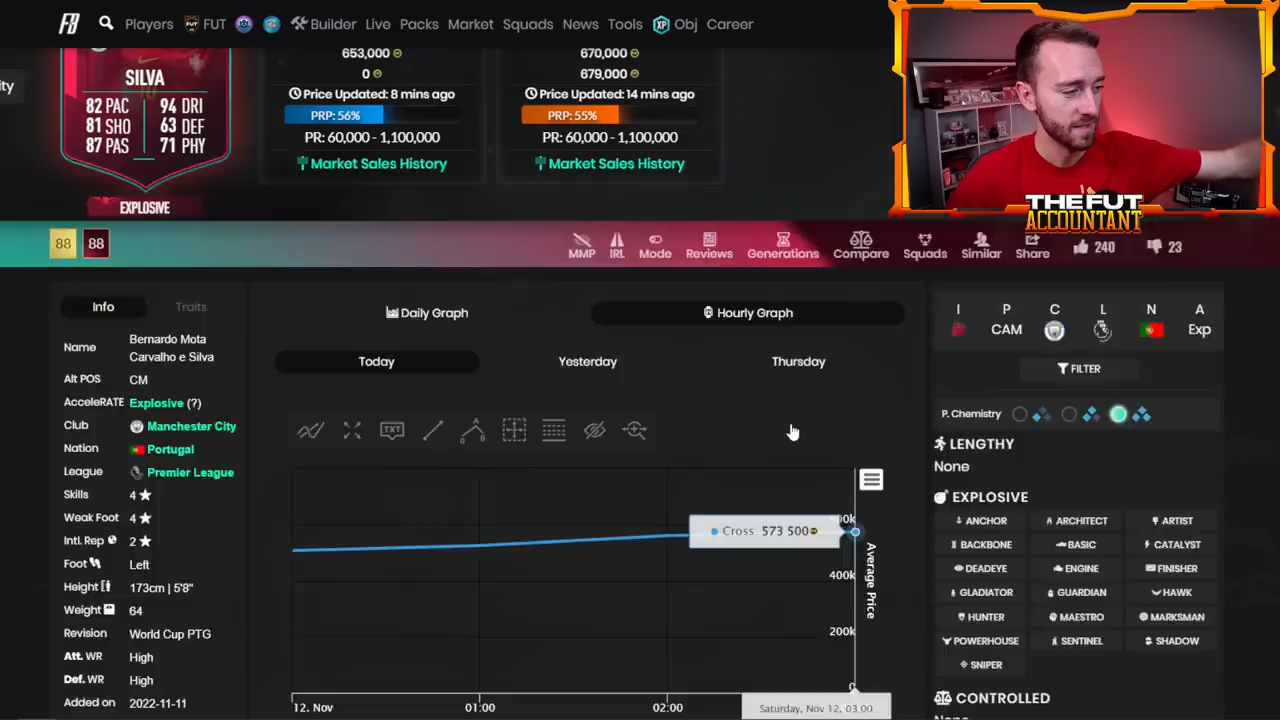 Players
FUT
Builder
Live
Packs
Market
Squads
News
Tools
XP
Obj
Career
SILVA
82 PAC 94 DRI
81 SHO 63 DEF
87 PAS 71 PHY
EXPLOSIVE
653,000
0
Price Updated: 8 mins ago
PRP: 56%
PR: 60,000 - 1,100,000
Market Sales History
670,000
679,000
Price Updated: 14 mins ago
PRP: 55%
PR: 60,000 - 1,100,000
Market Sales History
THE FUT
ACCOUNTANT
88 88
MMP
IRL
Mode
Reviews
Generations
Compare
Squads
Similar
Share
240
23
Info
Traits
Name Bernardo Mota
Carvalho e Silva
Alt POS CM
AcceleRATE Explosive (?)
Club Manchester City
Nation Portugal
League Premier League
Skills 4
Weak Foot 4
Intl. Rep 2
Foot Left
Height 173cm | 5'8"
Weight 64
Revision World Cup PTG
Att. WR High
Def. WR High
Added on 2022-11-11
Daily Graph
Hourly Graph
Today
Yesterday
Thursday
TXT
Cross 573 500
400k
200k
0
Average Price
12. Nov
01:00
02:00
Saturday, Nov 12, 03:00
I P C L N A
CAM
Exp
FILTER
P. Chemistry
LENGTHY
None
EXPLOSIVE
ANCHOR
ARCHITECT
ARTIST
BACKBONE
BASIC
CATALYST
DEADEYE
ENGINE
FINISHER
GLADIATOR
GUARDIAN
HAWK
HUNTER
MAESTRO
MARKSMAN
POWERHOUSE
SENTINEL
SHADOW
SNIPER
CONTROLLED